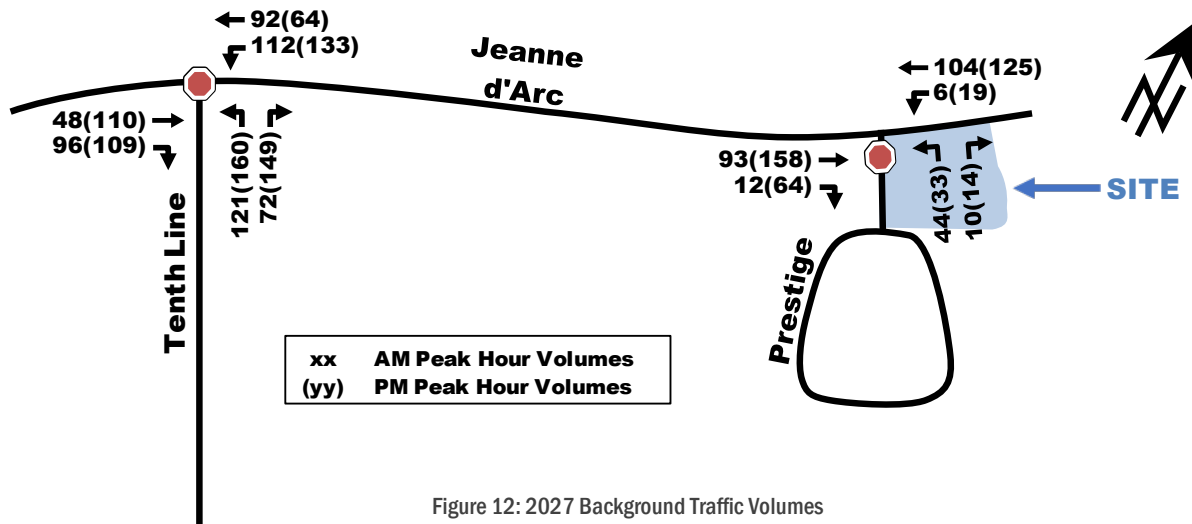 92(64)
112(133)
Jeanne
d'Arc
104(125)
6(19)
48(110)
96(109)
121(160)
72(149)
93(158)
12(64)
44(33)
10(14)
SITE
Tenth Line
Prestige
xx AM Peak Hour Volumes
(yy) PM Peak Hour Volumes
Figure 12: 2027 Background Traffic Volumes